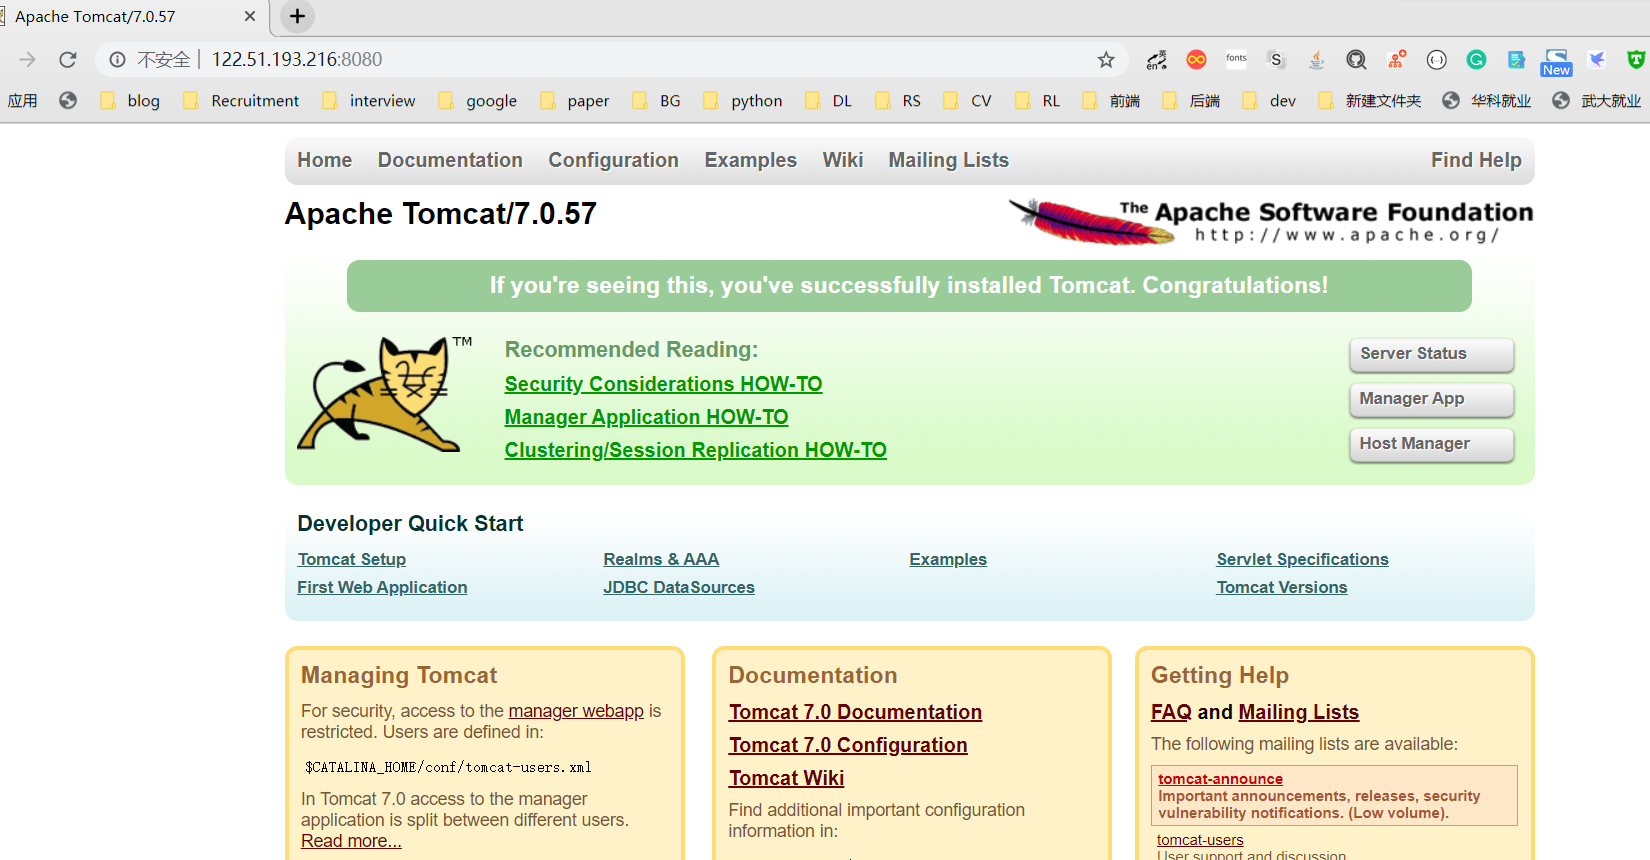 Apache Tomcat/7.0.57
不安全 | 122.51.193.216:8080
en 英 fonts S G New T
应用 blog Recruitment interview google paper BG python DL RS CV RL 前端 后端 dev 新建文件夹 华科就业 武大就业
Home Documentation Configuration Examples Wiki Mailing Lists Find Help
Apache Tomcat/7.0.57
The Apache Software Foundation
http://www.apache.org/
If you're seeing this, you've successfully installed Tomcat. Congratulations!
TM
Recommended Reading:
Security Considerations HOW-TO
Manager Application HOW-TO
Clustering/Session Replication HOW-TO
Server Status
Manager App
Host Manager
Developer Quick Start
Tomcat Setup Realms & AAA Examples Servlet Specifications
First Web Application JDBC DataSources Tomcat Versions
Managing Tomcat
For security, access to the manager webapp is
restricted. Users are defined in:
$CATALINA_HOME/conf/tomcat-users.xml
In Tomcat 7.0 access to the manager
application is split between different users.
Read more...
Documentation
Tomcat 7.0 Documentation
Tomcat 7.0 Configuration
Tomcat Wiki
Find additional important configuration
information in:
Getting Help
FAQ and Mailing Lists
The following mailing lists are available:
tomcat-announce
Important announcements, releases, security
vulnerability notifications. (Low volume).
tomcat-users
User support and discussion